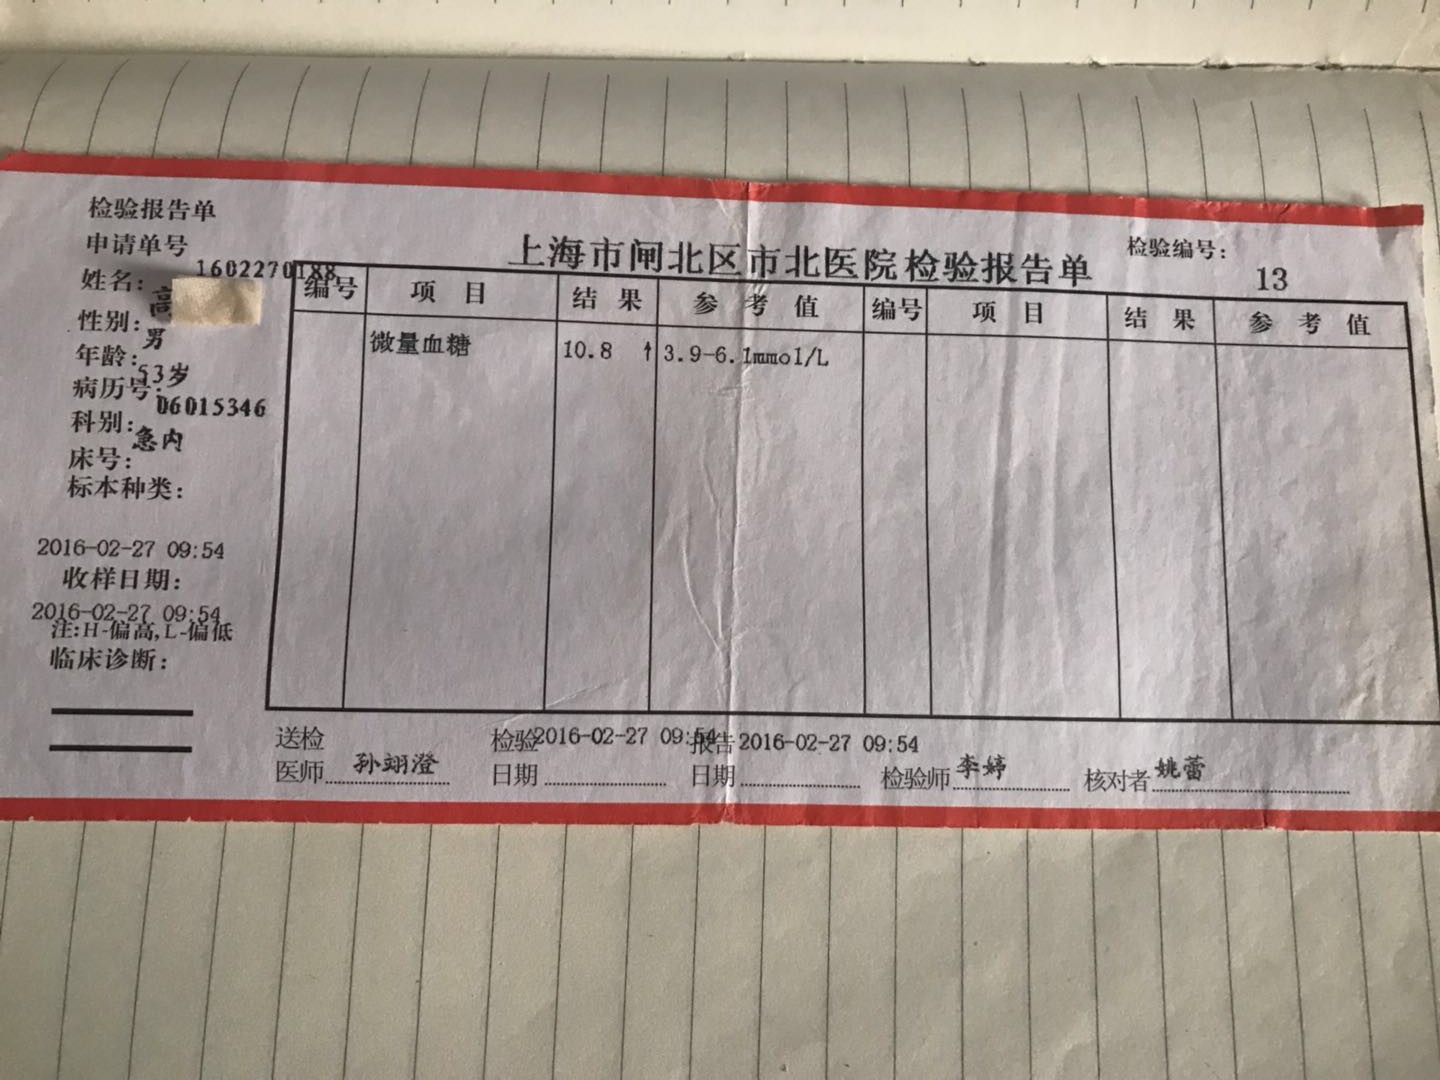 检验报告单
申请单号
1602270188
姓名: 高
性别: 男
年龄: 53岁
病历号: 06015346
科别: 急内
床号:
标本种类:
2016-02-27 09:54
收样日期:
2016-02-27 09:54
注:H-偏高,L-偏低
临床诊断:
上海市闸北区市北医院检验报告单
检验编号:
13
编号 项目 结果 参考值 编号 项目 结果 参考值
微量血糖 10.8 ↑ 3.9-6.1mmol/L
送检医师 孙翊澄 检验日期 2016-02-27 09:54 报告日期 2016-02-27 09:54 检验师 李婷 核对者 姚蕾